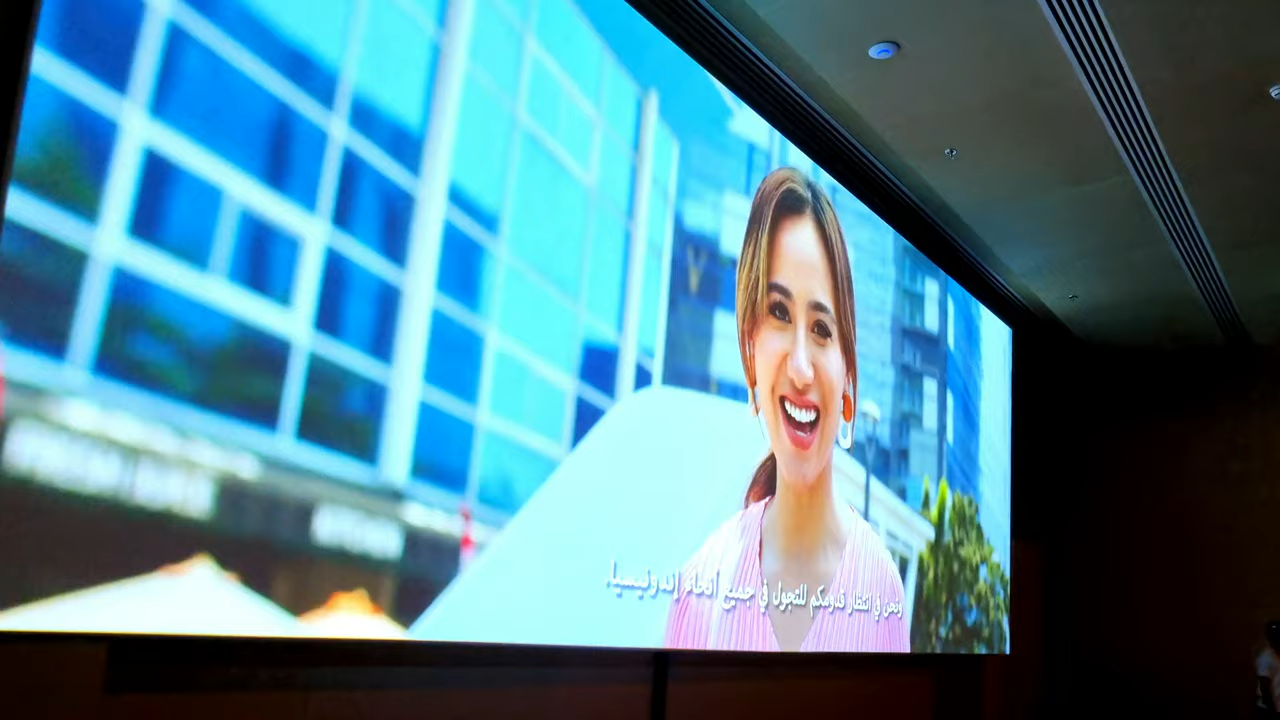 ونحن في انتظار قدومكم للتجول في جميع أنحاء إندونيسيا.